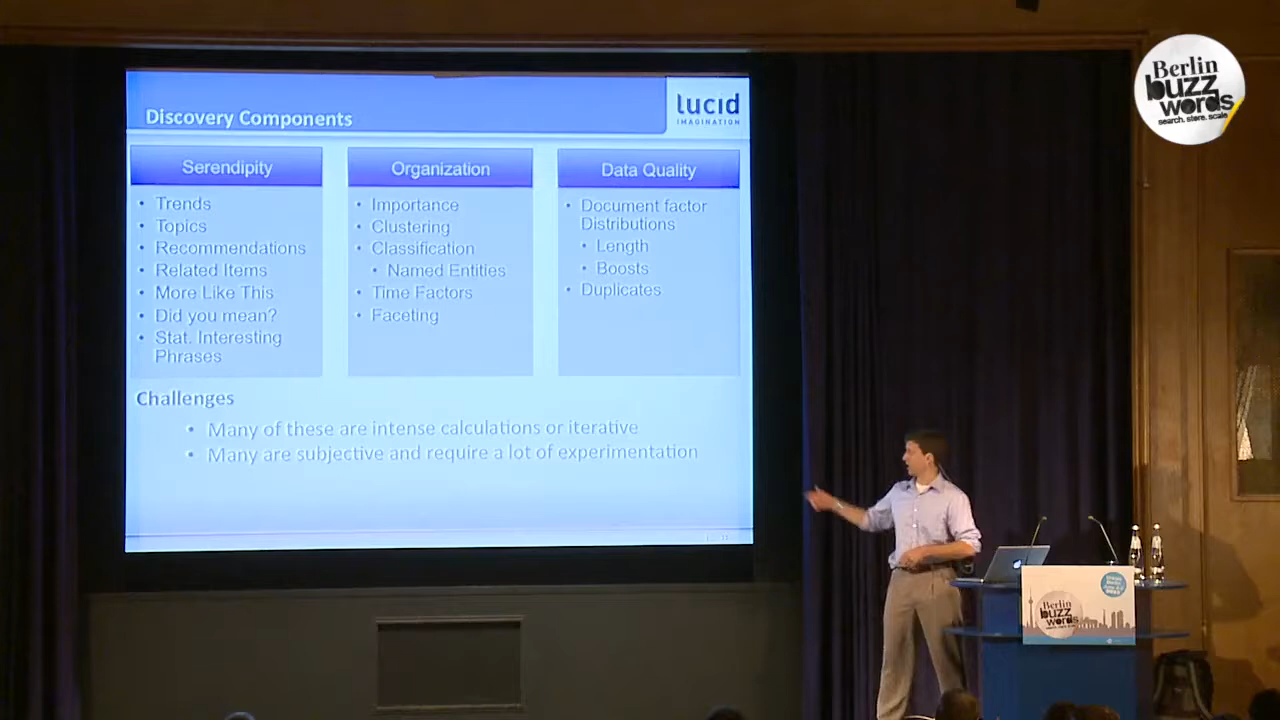 Discovery Components
lucid
IMAGINATION
Serendipity
• Trends
• Topics
• Recommendations
• Related Items
• More Like This
• Did you mean?
• Stat. Interesting
Phrases
Organization
• Importance
• Clustering
• Classification
• Named Entities
• Time Factors
• Faceting
Data Quality
• Document factor
Distributions
• Length
• Boosts
• Duplicates
Challenges
• Many of these are intense calculations or iterative
• Many are subjective and require a lot of experimentation
Berlin
buzz
words
search. store. scale
Berlin
buzz
words